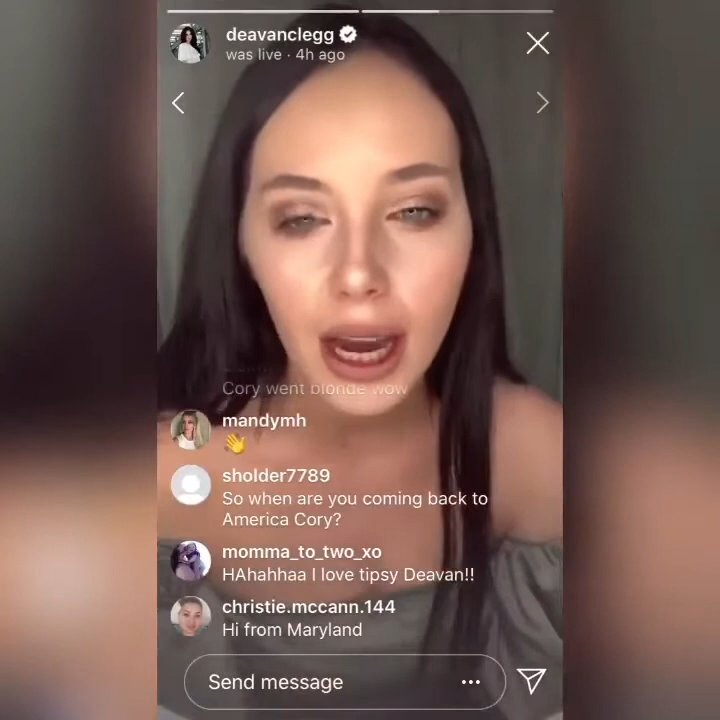 deavanclegg
was live · 4h ago
Cory went blonde wow
mandymh
👋
sholder7789
So when are you coming back to
America Cory?
momma_to_two_xo
HAhahhaa I love tipsy Deavan!!
christie.mccann.144
Hi from Maryland
Send message